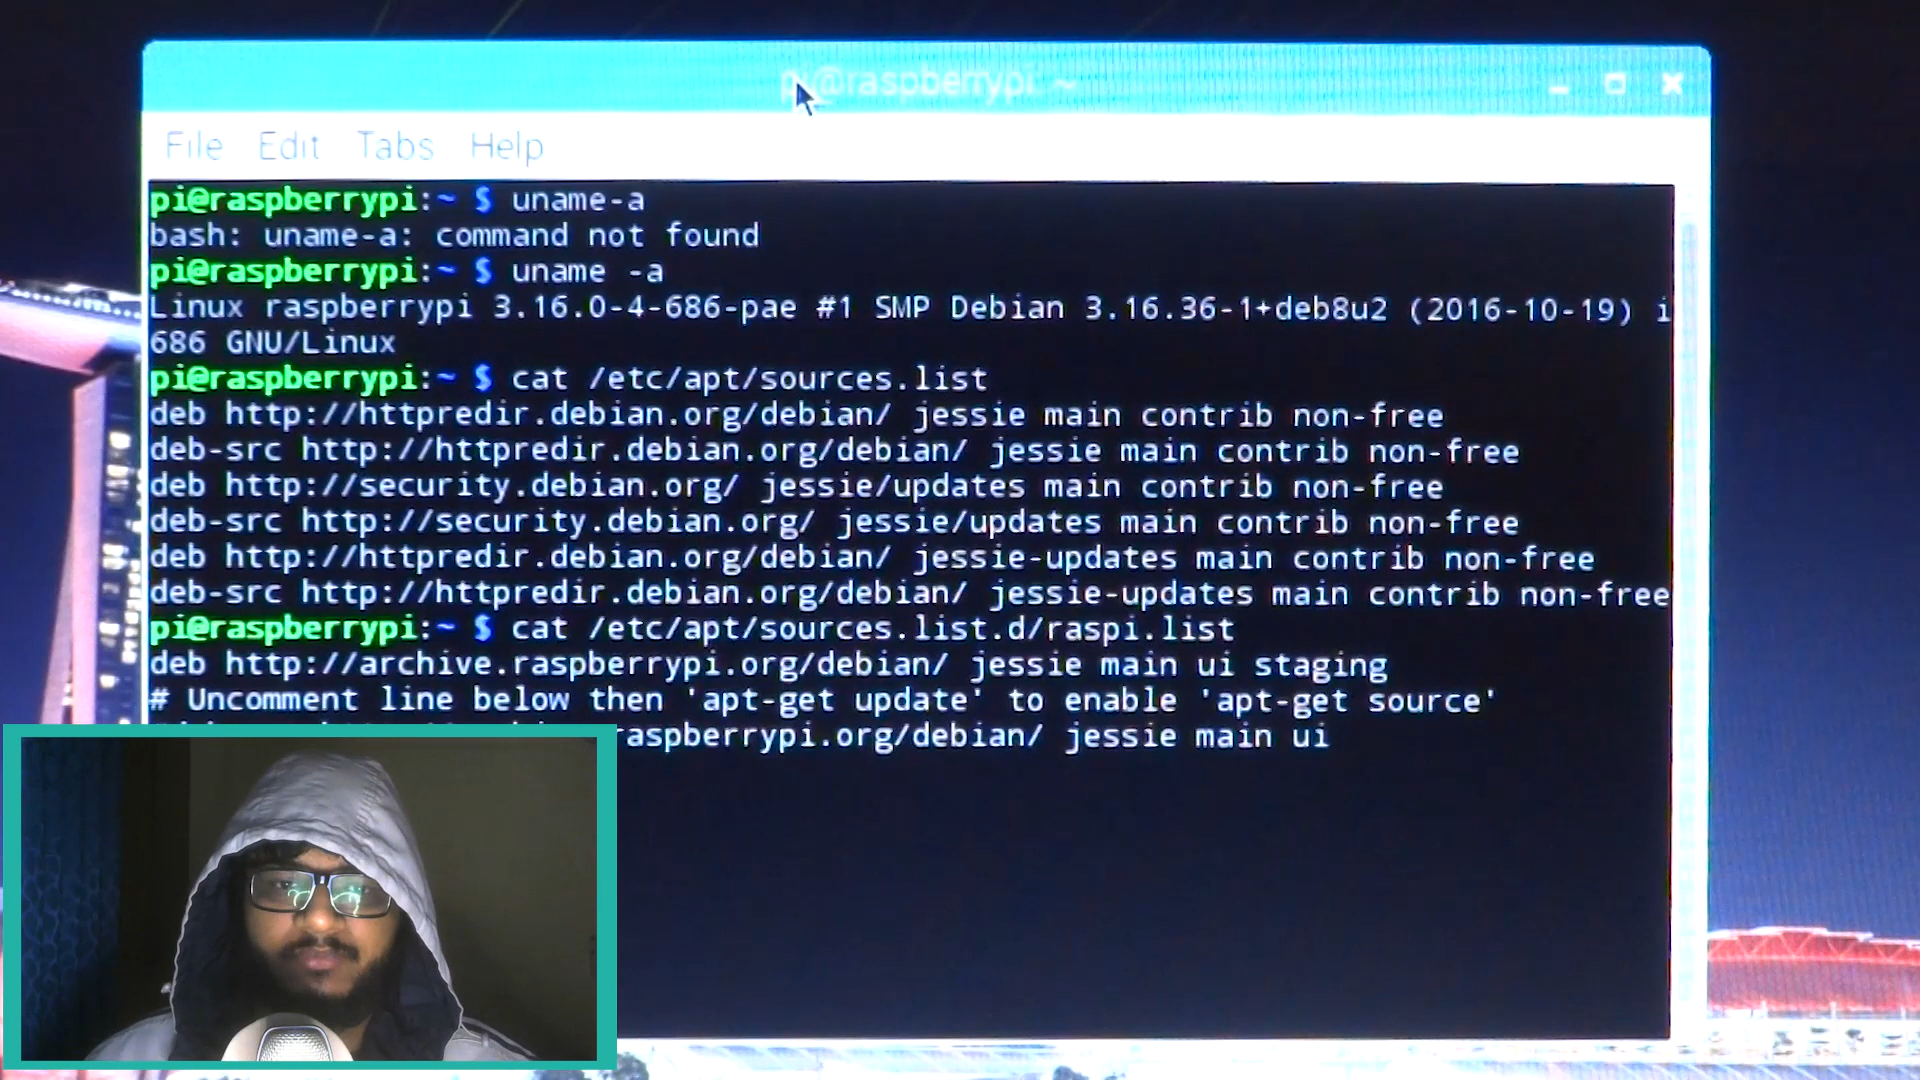 pi@raspberrypi: ~
File Edit Tabs Help
pi@raspberrypi:~ $ uname-a
bash: uname-a: command not found
pi@raspberrypi:~ $ uname -a
Linux raspberrypi 3.16.0-4-686-pae #1 SMP Debian 3.16.36-1+deb8u2 (2016-10-19) i
686 GNU/Linux
pi@raspberrypi:~ $ cat /etc/apt/sources.list
deb http://httpredir.debian.org/debian/ jessie main contrib non-free
deb-src http://httpredir.debian.org/debian/ jessie main contrib non-free
deb http://security.debian.org/ jessie/updates main contrib non-free
deb-src http://security.debian.org/ jessie/updates main contrib non-free
deb http://httpredir.debian.org/debian/ jessie-updates main contrib non-free
deb-src http://httpredir.debian.org/debian/ jessie-updates main contrib non-free
pi@raspberrypi:~ $ cat /etc/apt/sources.list.d/raspi.list
deb http://archive.raspberrypi.org/debian/ jessie main ui staging
# Uncomment line below then 'apt-get update' to enable 'apt-get source'
raspberrypi.org/debian/ jessie main ui